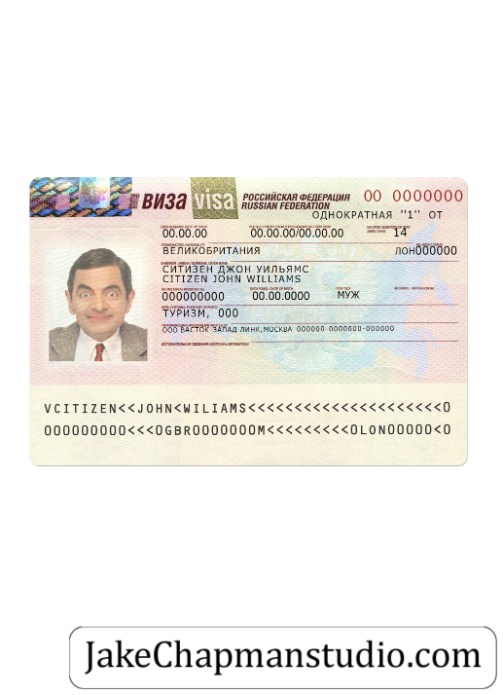 ВИЗА visa РОССИЙСКАЯ ФЕДЕРАЦИЯ 00 0000000
RUSSIAN FEDERATION
ОДНОКРАТНАЯ "1" ОТ
00.00.00 00.00.00/00.00.00 14
ВЕЛИКОБРИТАНИЯ ЛОН000000
СИТИЗЕН ДЖОН УИЛЬЯМС
CITIZEN JOHN WILLIAMS
000000000 00.00.0000 МУЖ
ТУРИЗМ, 000
ООО ВАСТОК ЗАПАД ЛИНК,МОСКВА 000000-0000000-000000
VCITIZEN<<JOHN<WILIAMS<<<<<<<<<<<<<<<<<<<<<<0
000000000<<<0GBR0000000M<<<<<<<<<0LON00000<0
JakeChapmanstudio.com